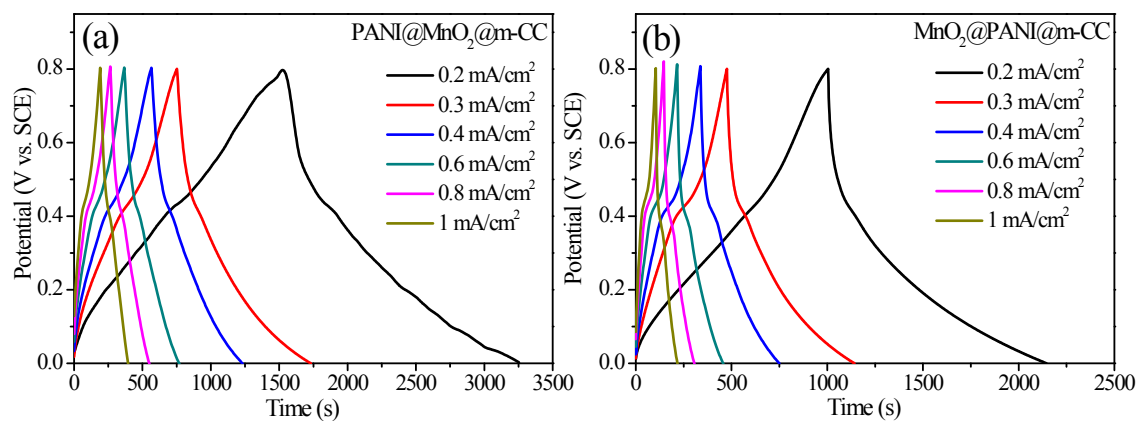 (a)
PANI@MnO₂@m-CC
0.2 mA/cm²
0.3 mA/cm²
0.4 mA/cm²
0.6 mA/cm²
0.8 mA/cm²
1 mA/cm²
Potential (V vs. SCE)
0.8
0.6
0.4
0.2
0.0
0 500 1000 1500 2000 2500 3000 3500
Time (s)
(b)
MnO₂@PANI@m-CC
0.2 mA/cm²
0.3 mA/cm²
0.4 mA/cm²
0.6 mA/cm²
0.8 mA/cm²
1 mA/cm²
Potential (V vs. SCE)
0.8
0.6
0.4
0.2
0.0
0 500 1000 1500 2000 2500
Time (s)